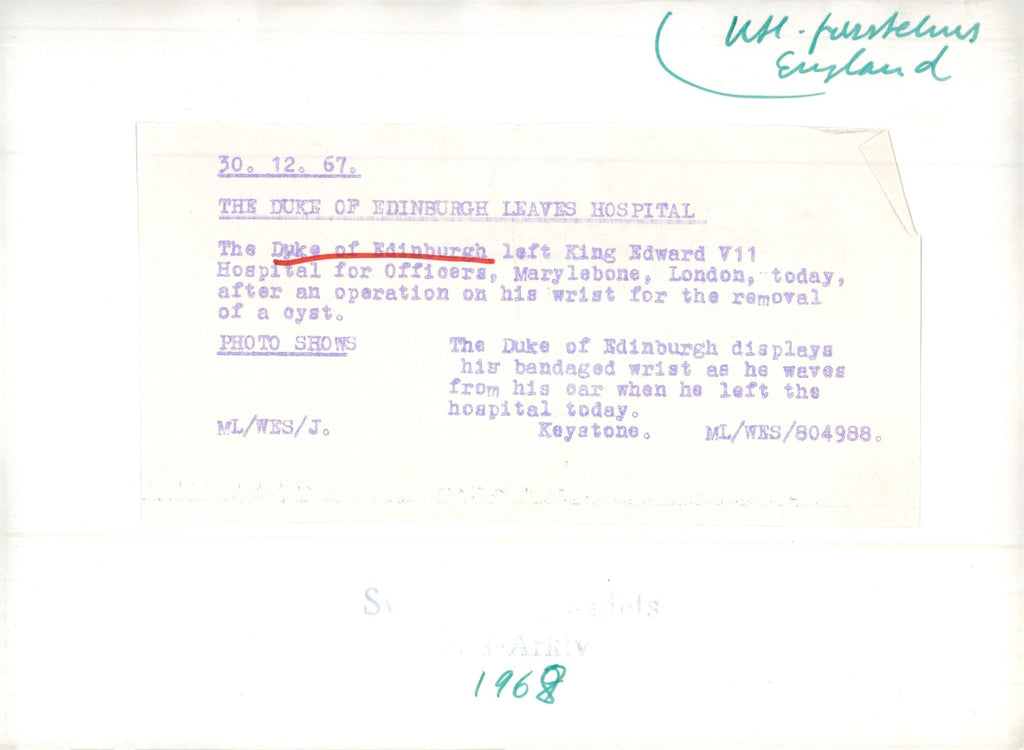 Utl. furstehus
England
30. 12. 67.
THE DUKE OF EDINBURGH LEAVES HOSPITAL
The Duke of Edinburgh left King Edward V11
Hospital for Officers, Marylebone, London, today,
after an operation on his wrist for the removal
of a cyst.
PHOTO SHOWS
The Duke of Edinburgh displays
his bandaged wrist as he waves
from his car when he left the
hospital today.
ML/WES/J.
Keystone.
ML/WES/804988.
Arkiv
1968